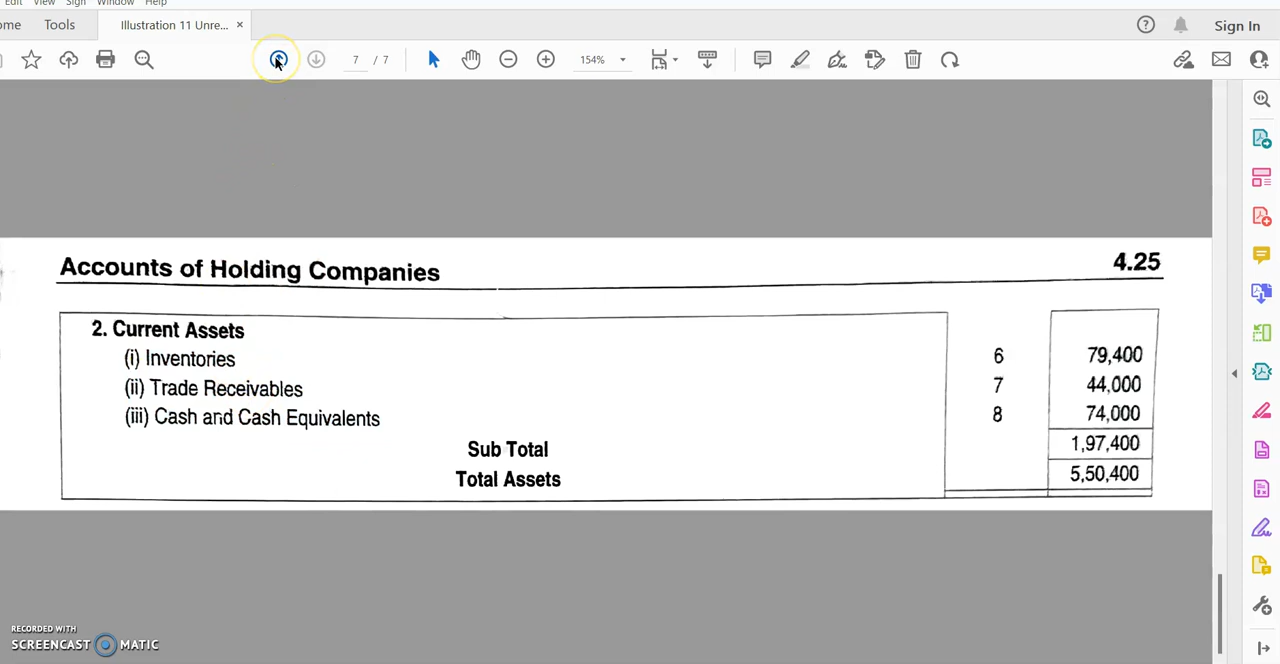 Edit View Sign Window Help
ome Tools Illustration 11 Unre... × Sign In
7 / 7 154%
Accounts of Holding Companies 4.25
2. Current Assets
(i) Inventories 6 79,400
(ii) Trade Receivables 7 44,000
(iii) Cash and Cash Equivalents 8 74,000
Sub Total 1,97,400
Total Assets 5,50,400
RECORDED WITH
SCREENCAST MATIC